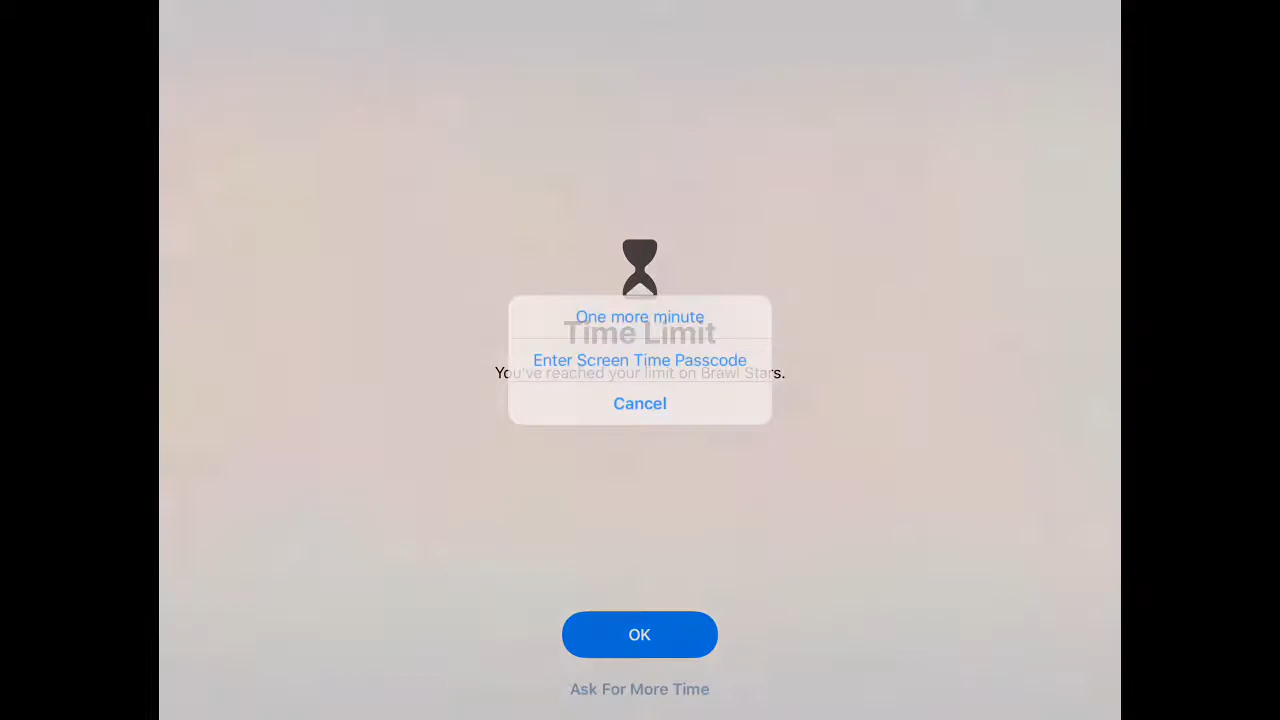 One more minute
Time Limit
Enter Screen Time Passcode
You've reached your limit on Brawl Stars.
Cancel
OK
Ask For More Time